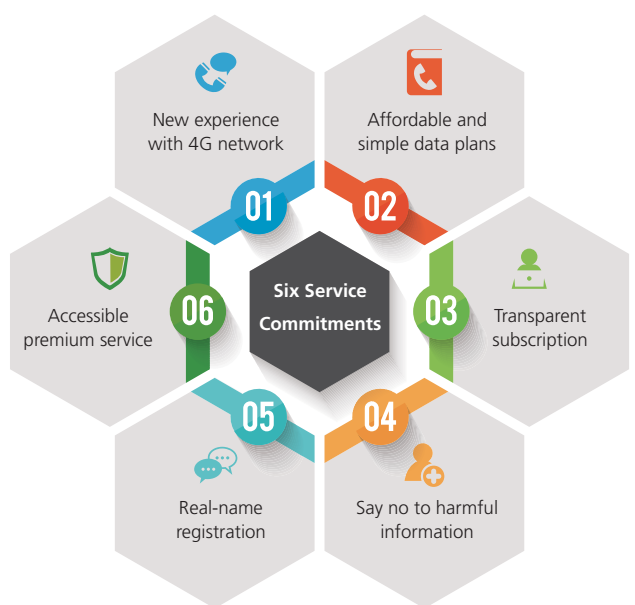 New experience
with 4G network
01
Affordable and
simple data plans
02
Six Service
Commitments
03
Transparent
subscription
04
Say no to harmful
information
05
Real-name
registration
06
Accessible
premium service